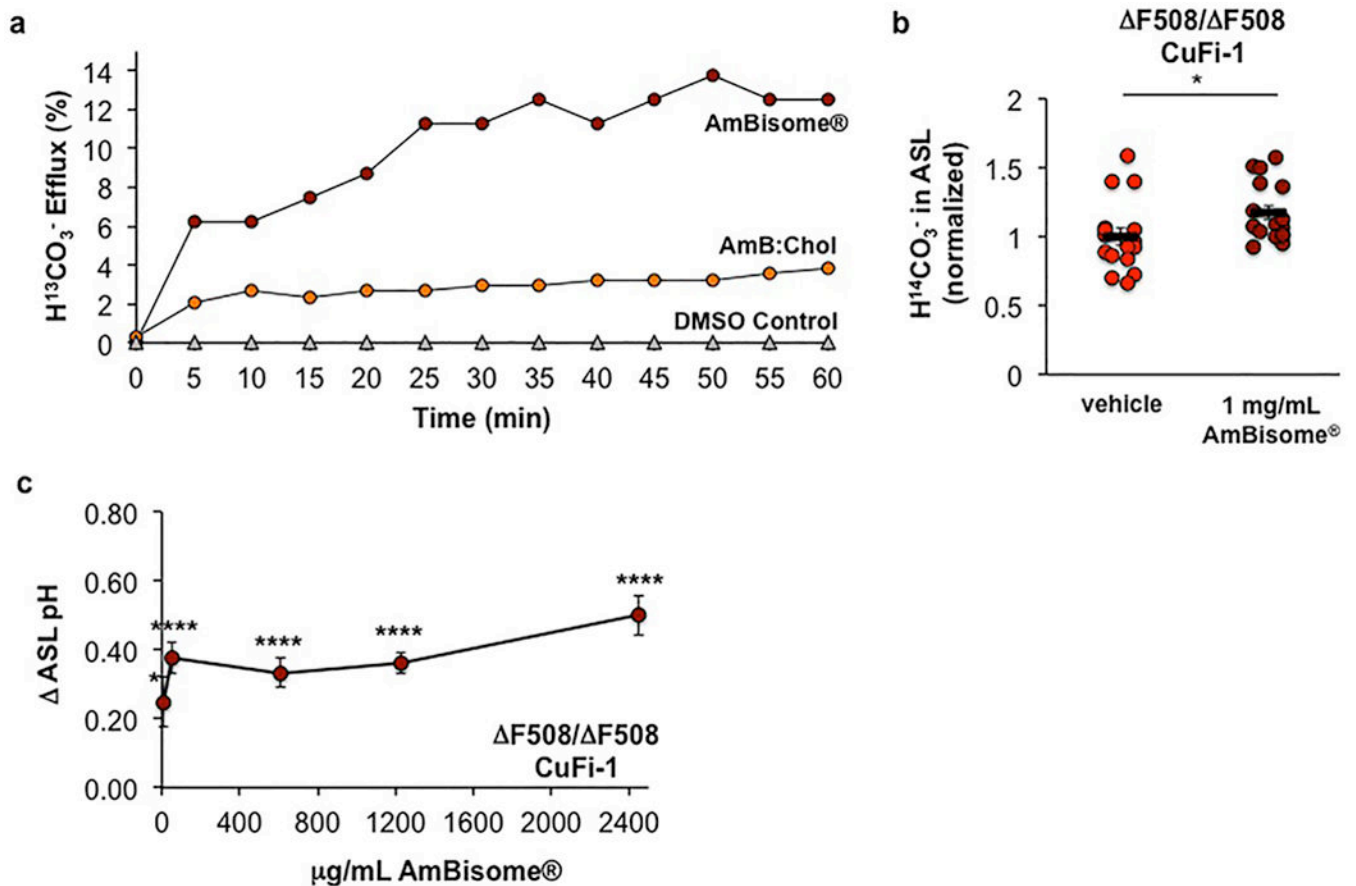 a
H¹³CO₃⁻ Efflux (%)
14
12
10
8
6
4
2
0
AmBisome®
AmB:Chol
DMSO Control
0 5 10 15 20 25 30 35 40 45 50 55 60
Time (min)
b
ΔF508/ΔF508
CuFi-1
*
H¹⁴CO₃⁻ in ASL
(normalized)
2
1.5
1
0.5
0
vehicle
1 mg/mL
AmBisome®
c
Δ ASL pH
0.80
0.60
0.40
0.20
0.00
*
****
****
****
****
ΔF508/ΔF508
CuFi-1
0 400 800 1200 1600 2000 2400
μg/mL AmBisome®